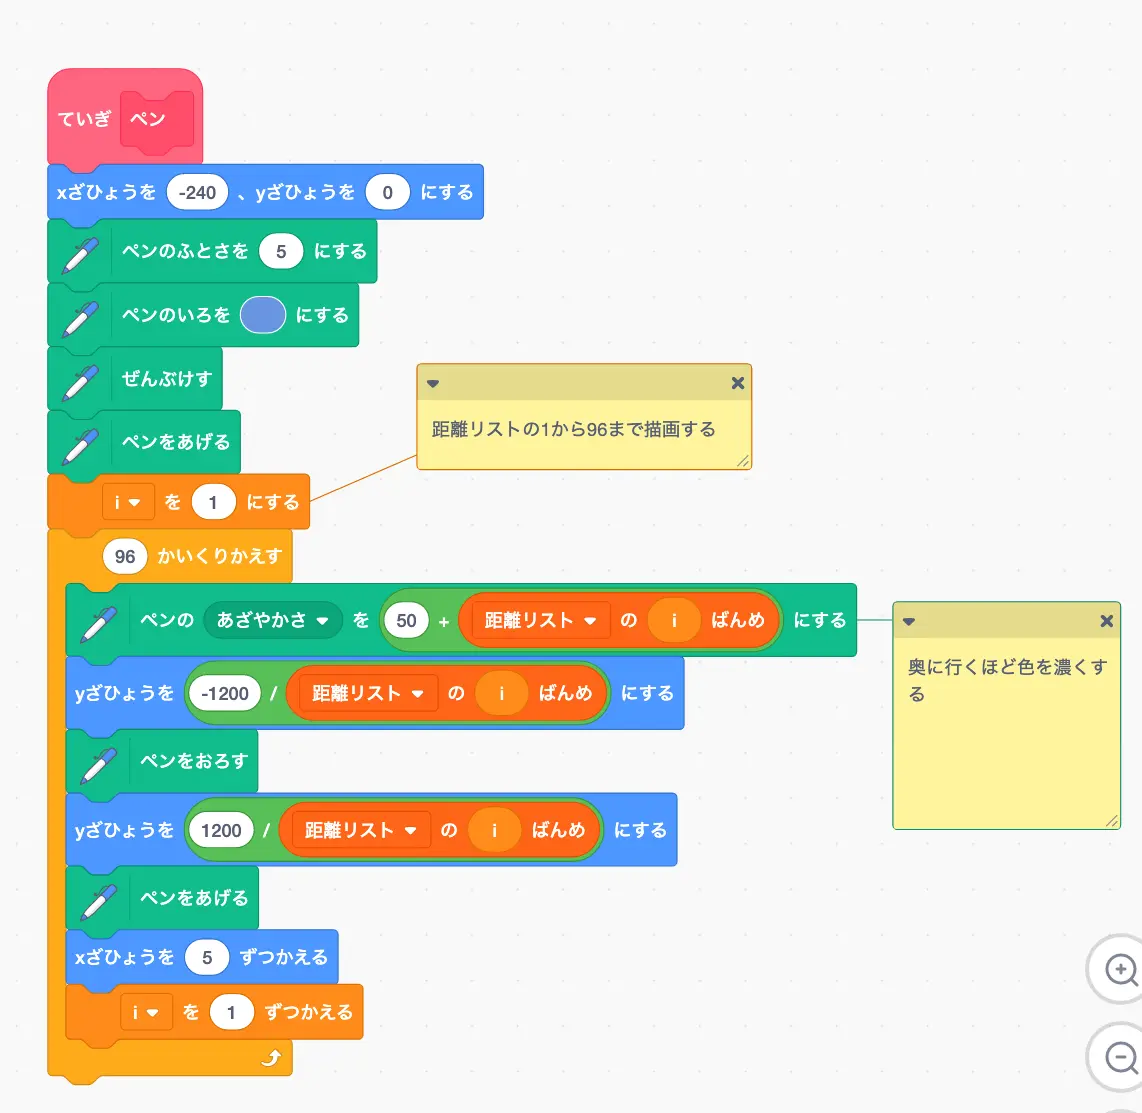 ていぎ ペン
xざひょうを -240 、yざひょうを 0 にする
ペンのふとさを 5 にする
ペンのいろを にする
ぜんぶけす
ペンをあげる
距離リストの1から96まで描画する
i を 1 にする
96 かいくりかえす
ペンの あざやかさ を 50 + 距離リスト の i ばんめ にする
奥に行くほど色を濃くす
る
yざひょうを -1200 / 距離リスト の i ばんめ にする
ペンをおろす
yざひょうを 1200 / 距離リスト の i ばんめ にする
ペンをあげる
xざひょうを 5 ずつかえる
i を 1 ずつかえる